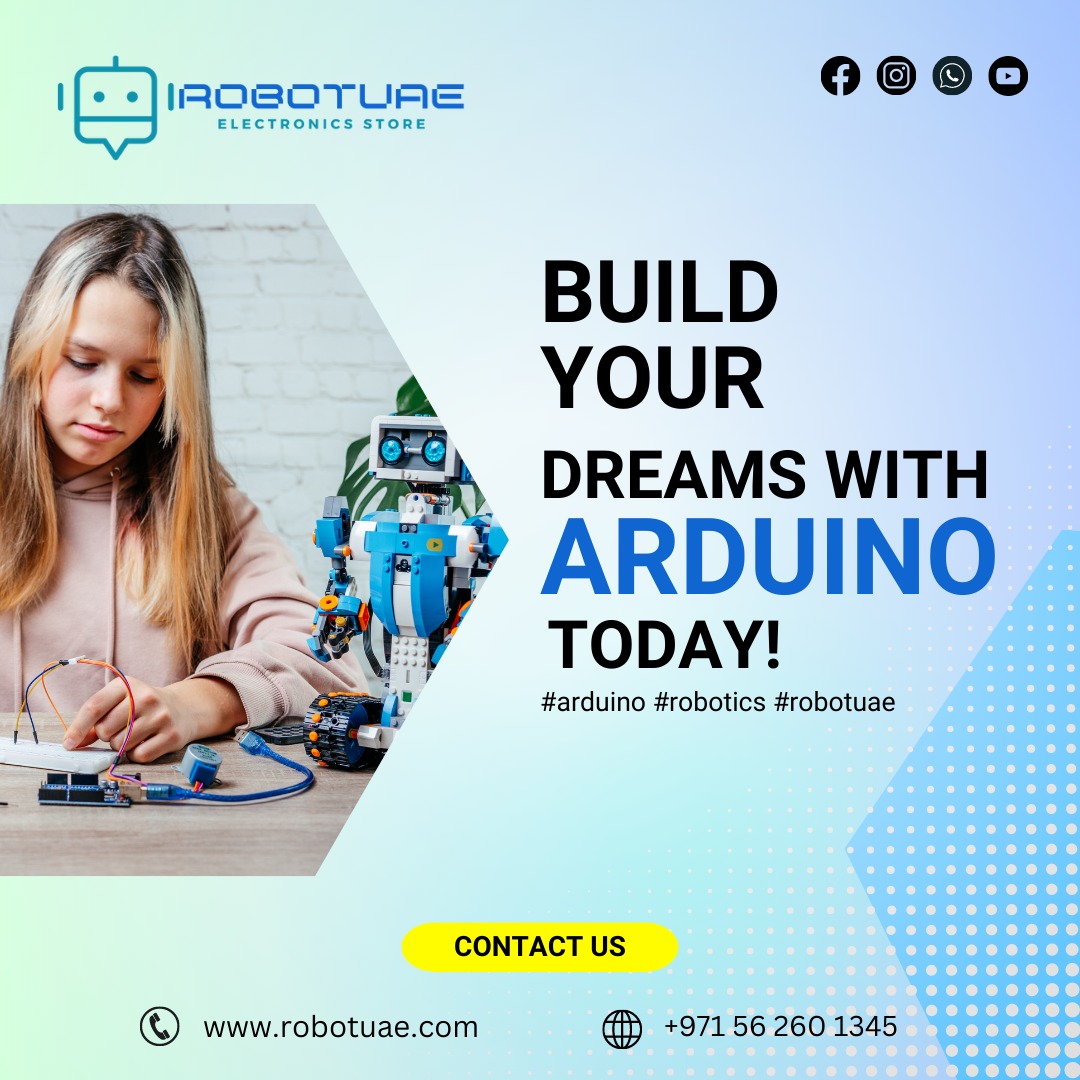 ROBOTUAE
ELECTRONICS STORE
BUILD
YOUR
DREAMS WITH
ARDUINO
TODAY!
#arduino #robotics #robotuae
CONTACT US
www.robotuae.com
+971 56 260 1345